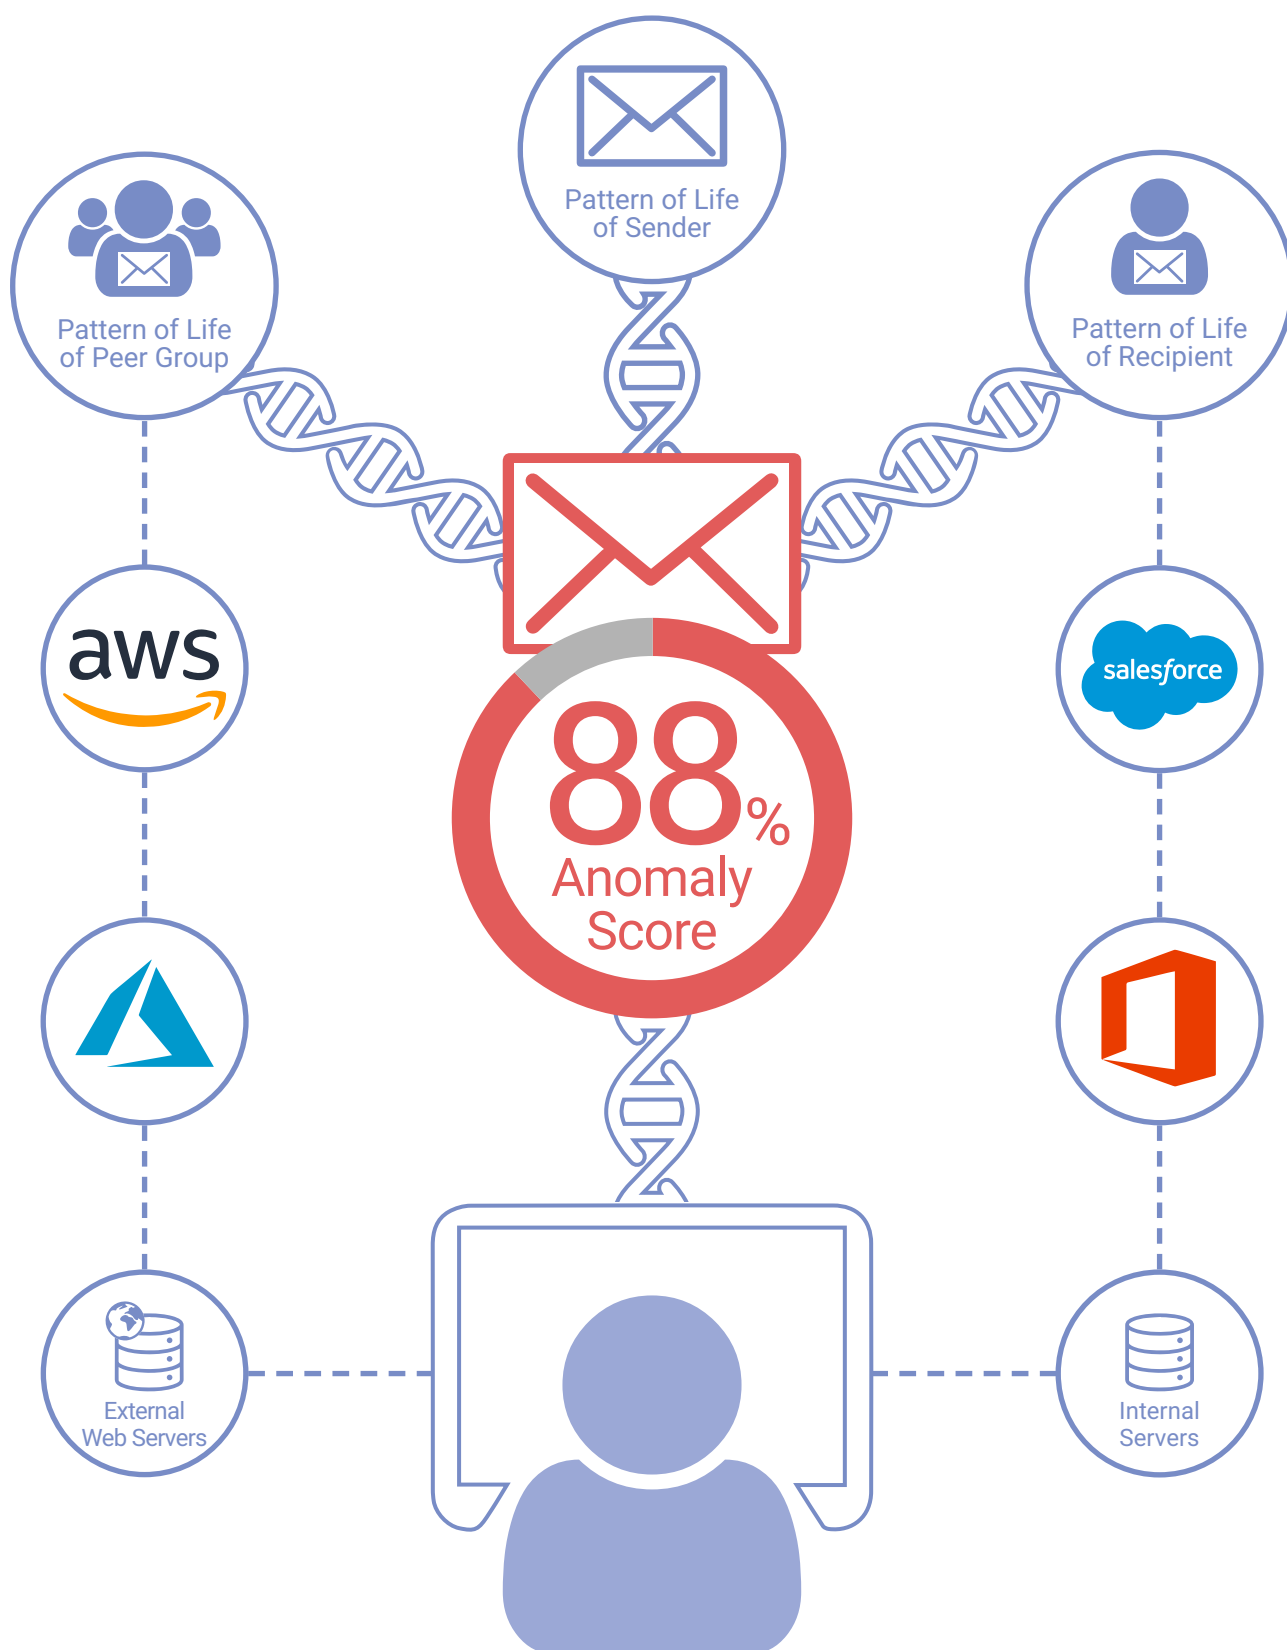 Pattern of Life
of Sender
Pattern of Life
of Peer Group
Pattern of Life
of Recipient
aws
salesforce
88%
Anomaly
Score
External
Web Servers
Internal
Servers